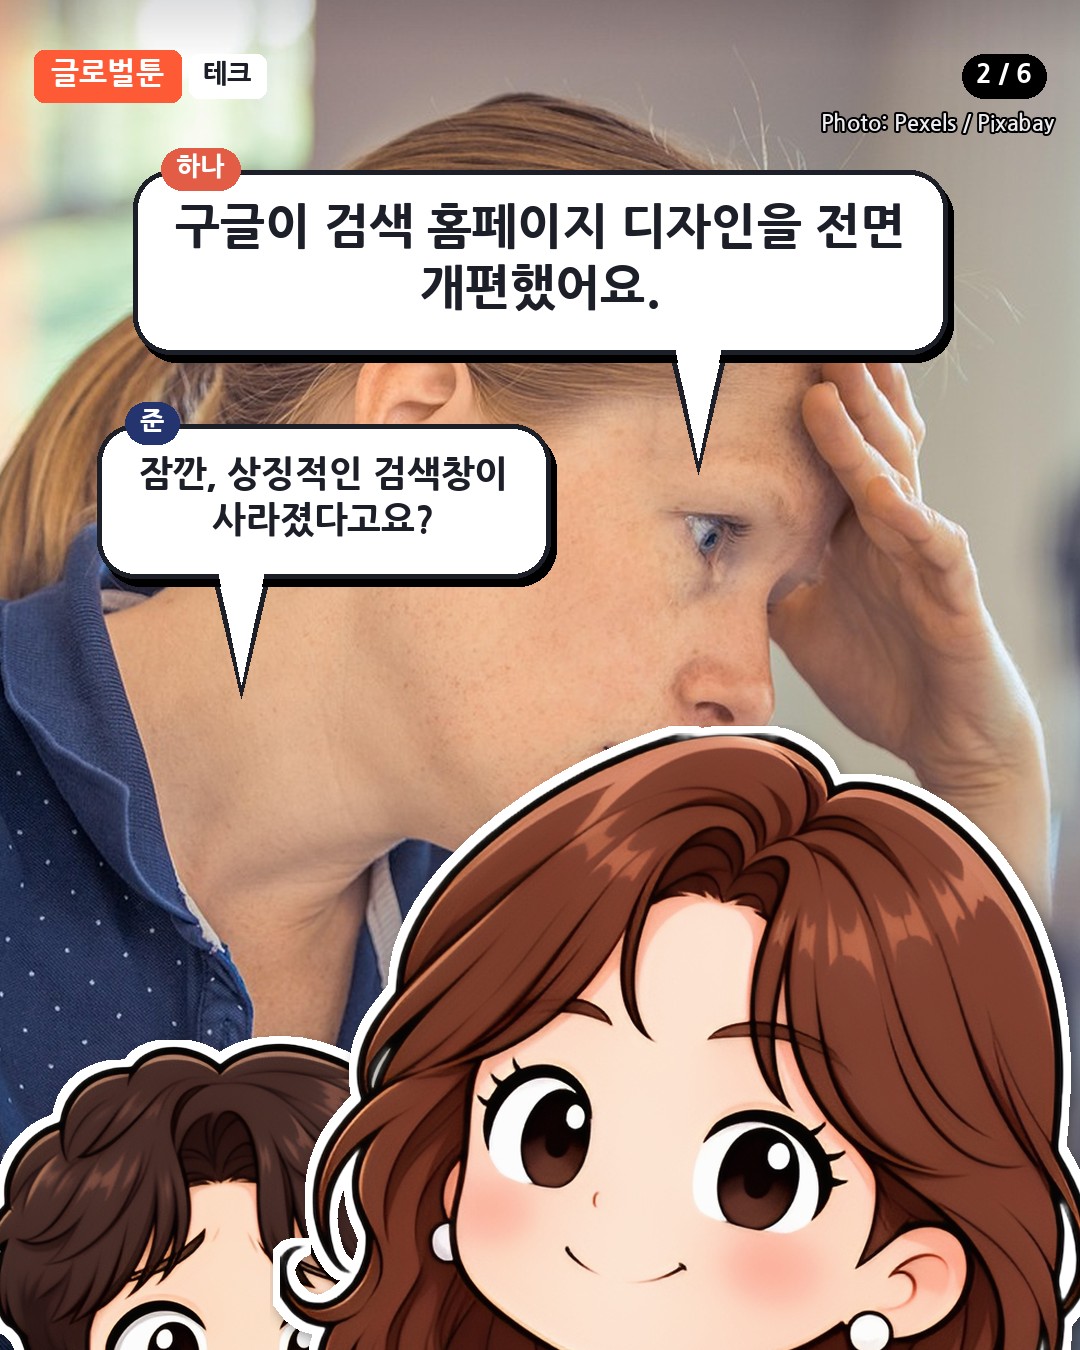 글로벌툰 테크
2 / 6
Photo: Pexels / Pixabay
하나
구글이 검색 홈페이지 디자인을 전면
개편했어요.
준
잠깐, 상징적인 검색창이
사라졌다고요?